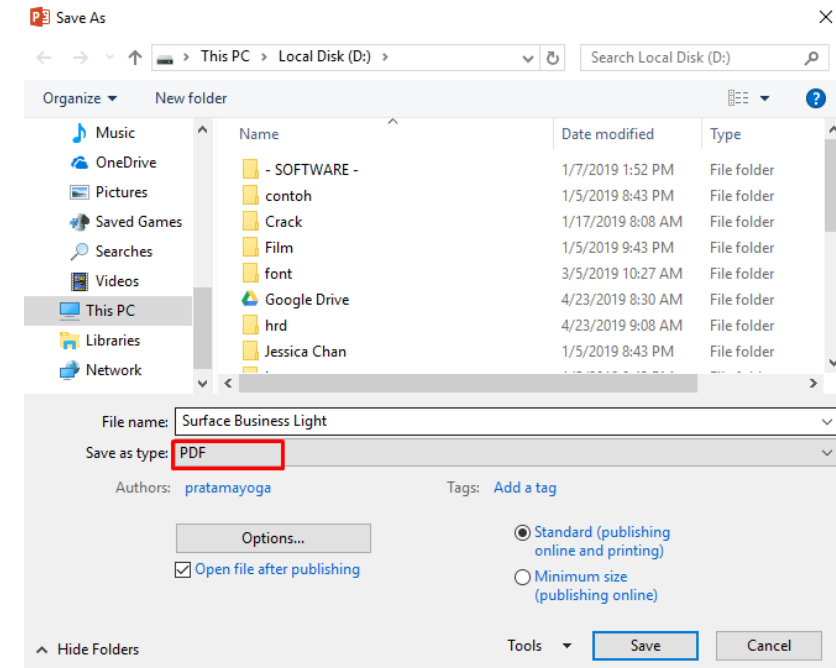 Save As
This PC > Local Disk (D:) >
Search Local Disk (D:)
Organize
New folder
Music
OneDrive
Pictures
Saved Games
Searches
Videos
This PC
Libraries
Network
Name Date modified Type
- SOFTWARE - 1/7/2019 1:52 PM File folder
contoh 1/5/2019 8:43 PM File folder
Crack 1/17/2019 8:08 AM File folder
Film 1/5/2019 9:43 PM File folder
font 3/5/2019 10:27 AM File folder
Google Drive 4/23/2019 8:30 AM File folder
hrd 4/23/2019 9:08 AM File folder
Jessica Chan 1/5/2019 8:43 PM File folder
File name: Surface Business Light
Save as type: PDF
Authors: pratamayoga
Tags: Add a tag
Options...
Open file after publishing
Standard (publishing
online and printing)
Minimum size
(publishing online)
Hide Folders
Tools
Save
Cancel